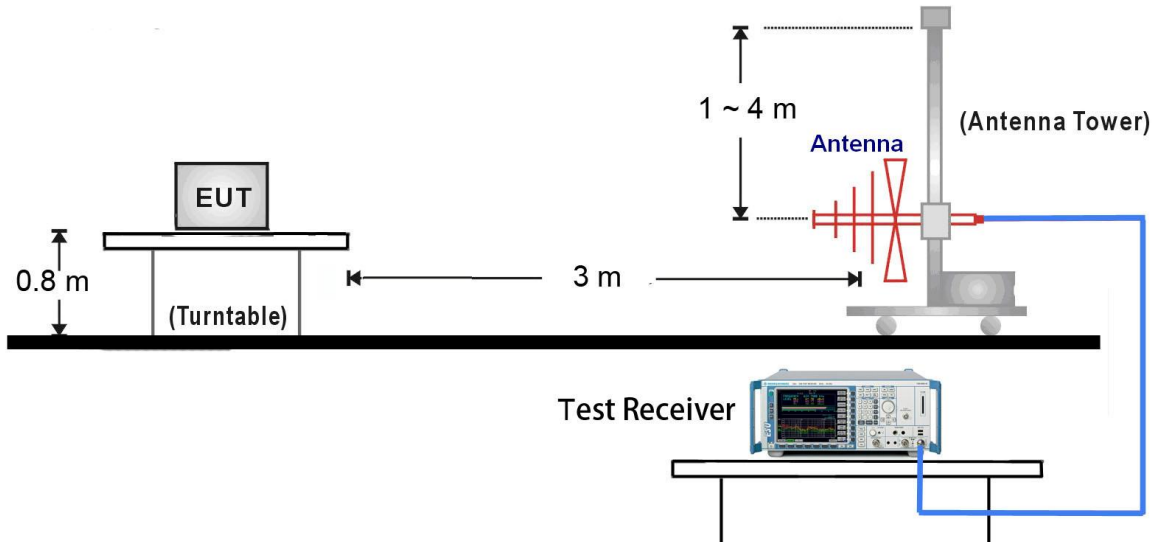 1 ~ 4 m
(Antenna Tower)
Antenna
EUT
0.8 m
3 m
(Turntable)
Test Receiver